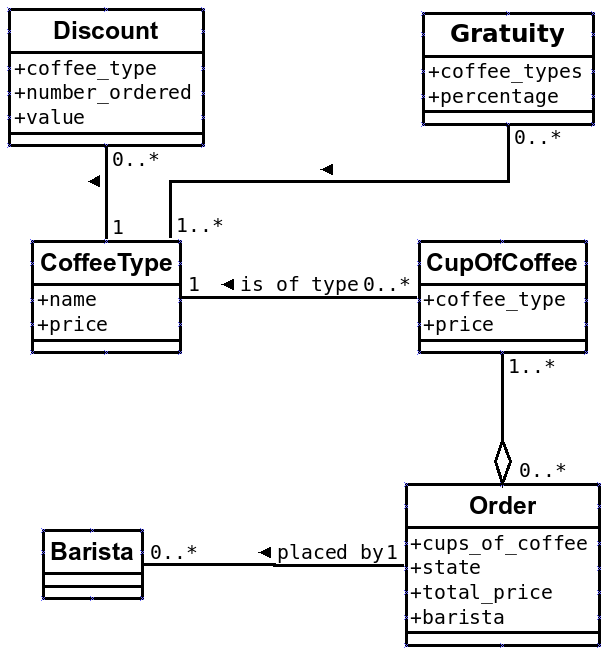 Discount
+coffee_type
+number_ordered
+value
Gratuity
+coffee_types
+percentage
0..*
0..*
1
1..*
CoffeeType
+name
+price
1
is of type
0..*
CupOfCoffee
+coffee_type
+price
1..*
0..*
Barista
0..*
placed by
1
Order
+cups_of_coffee
+state
+total_price
+barista